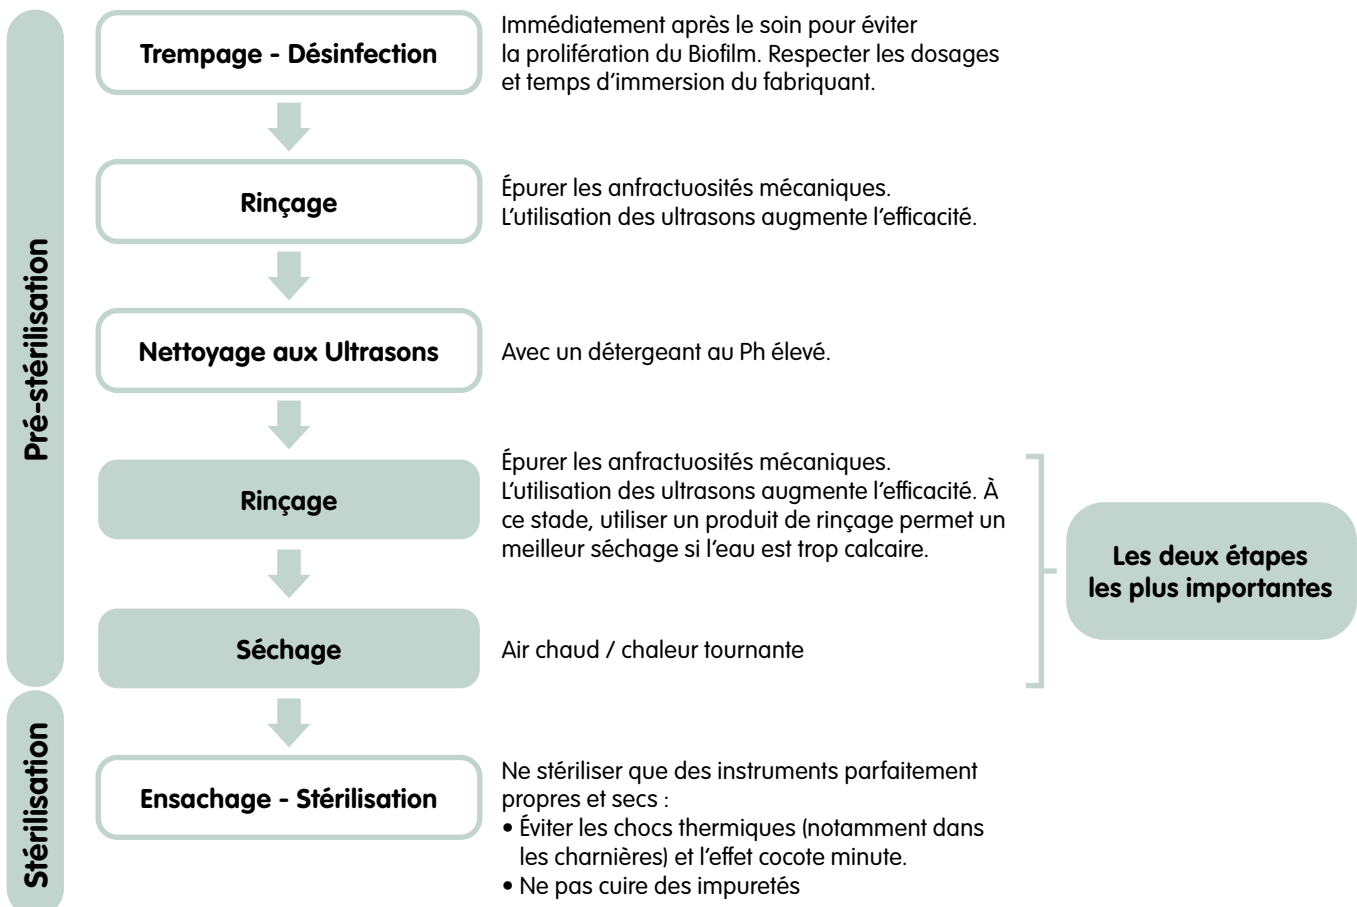 Pré-stérilisation
Trempage - Désinfection
Immédiatement après le soin pour éviter
la prolifération du Biofilm. Respecter les dosages
et temps d'immersion du fabriquant.
Rinçage
Épurer les anfractuosités mécaniques.
L'utilisation des ultrasons augmente l'efficacité.
Nettoyage aux Ultrasons
Avec un détergeant au Ph élevé.
Rinçage
Épurer les anfractuosités mécaniques.
L'utilisation des ultrasons augmente l'efficacité. À
ce stade, utiliser un produit de rinçage permet un
meilleur séchage si l'eau est trop calcaire.
Séchage
Air chaud / chaleur tournante
Les deux étapes
les plus importantes
Stérilisation
Ensachage - Stérilisation
Ne stériliser que des instruments parfaitement
propres et secs :
• Éviter les chocs thermiques (notamment dans
les charnières) et l'effet cocote minute.
• Ne pas cuire des impuretés